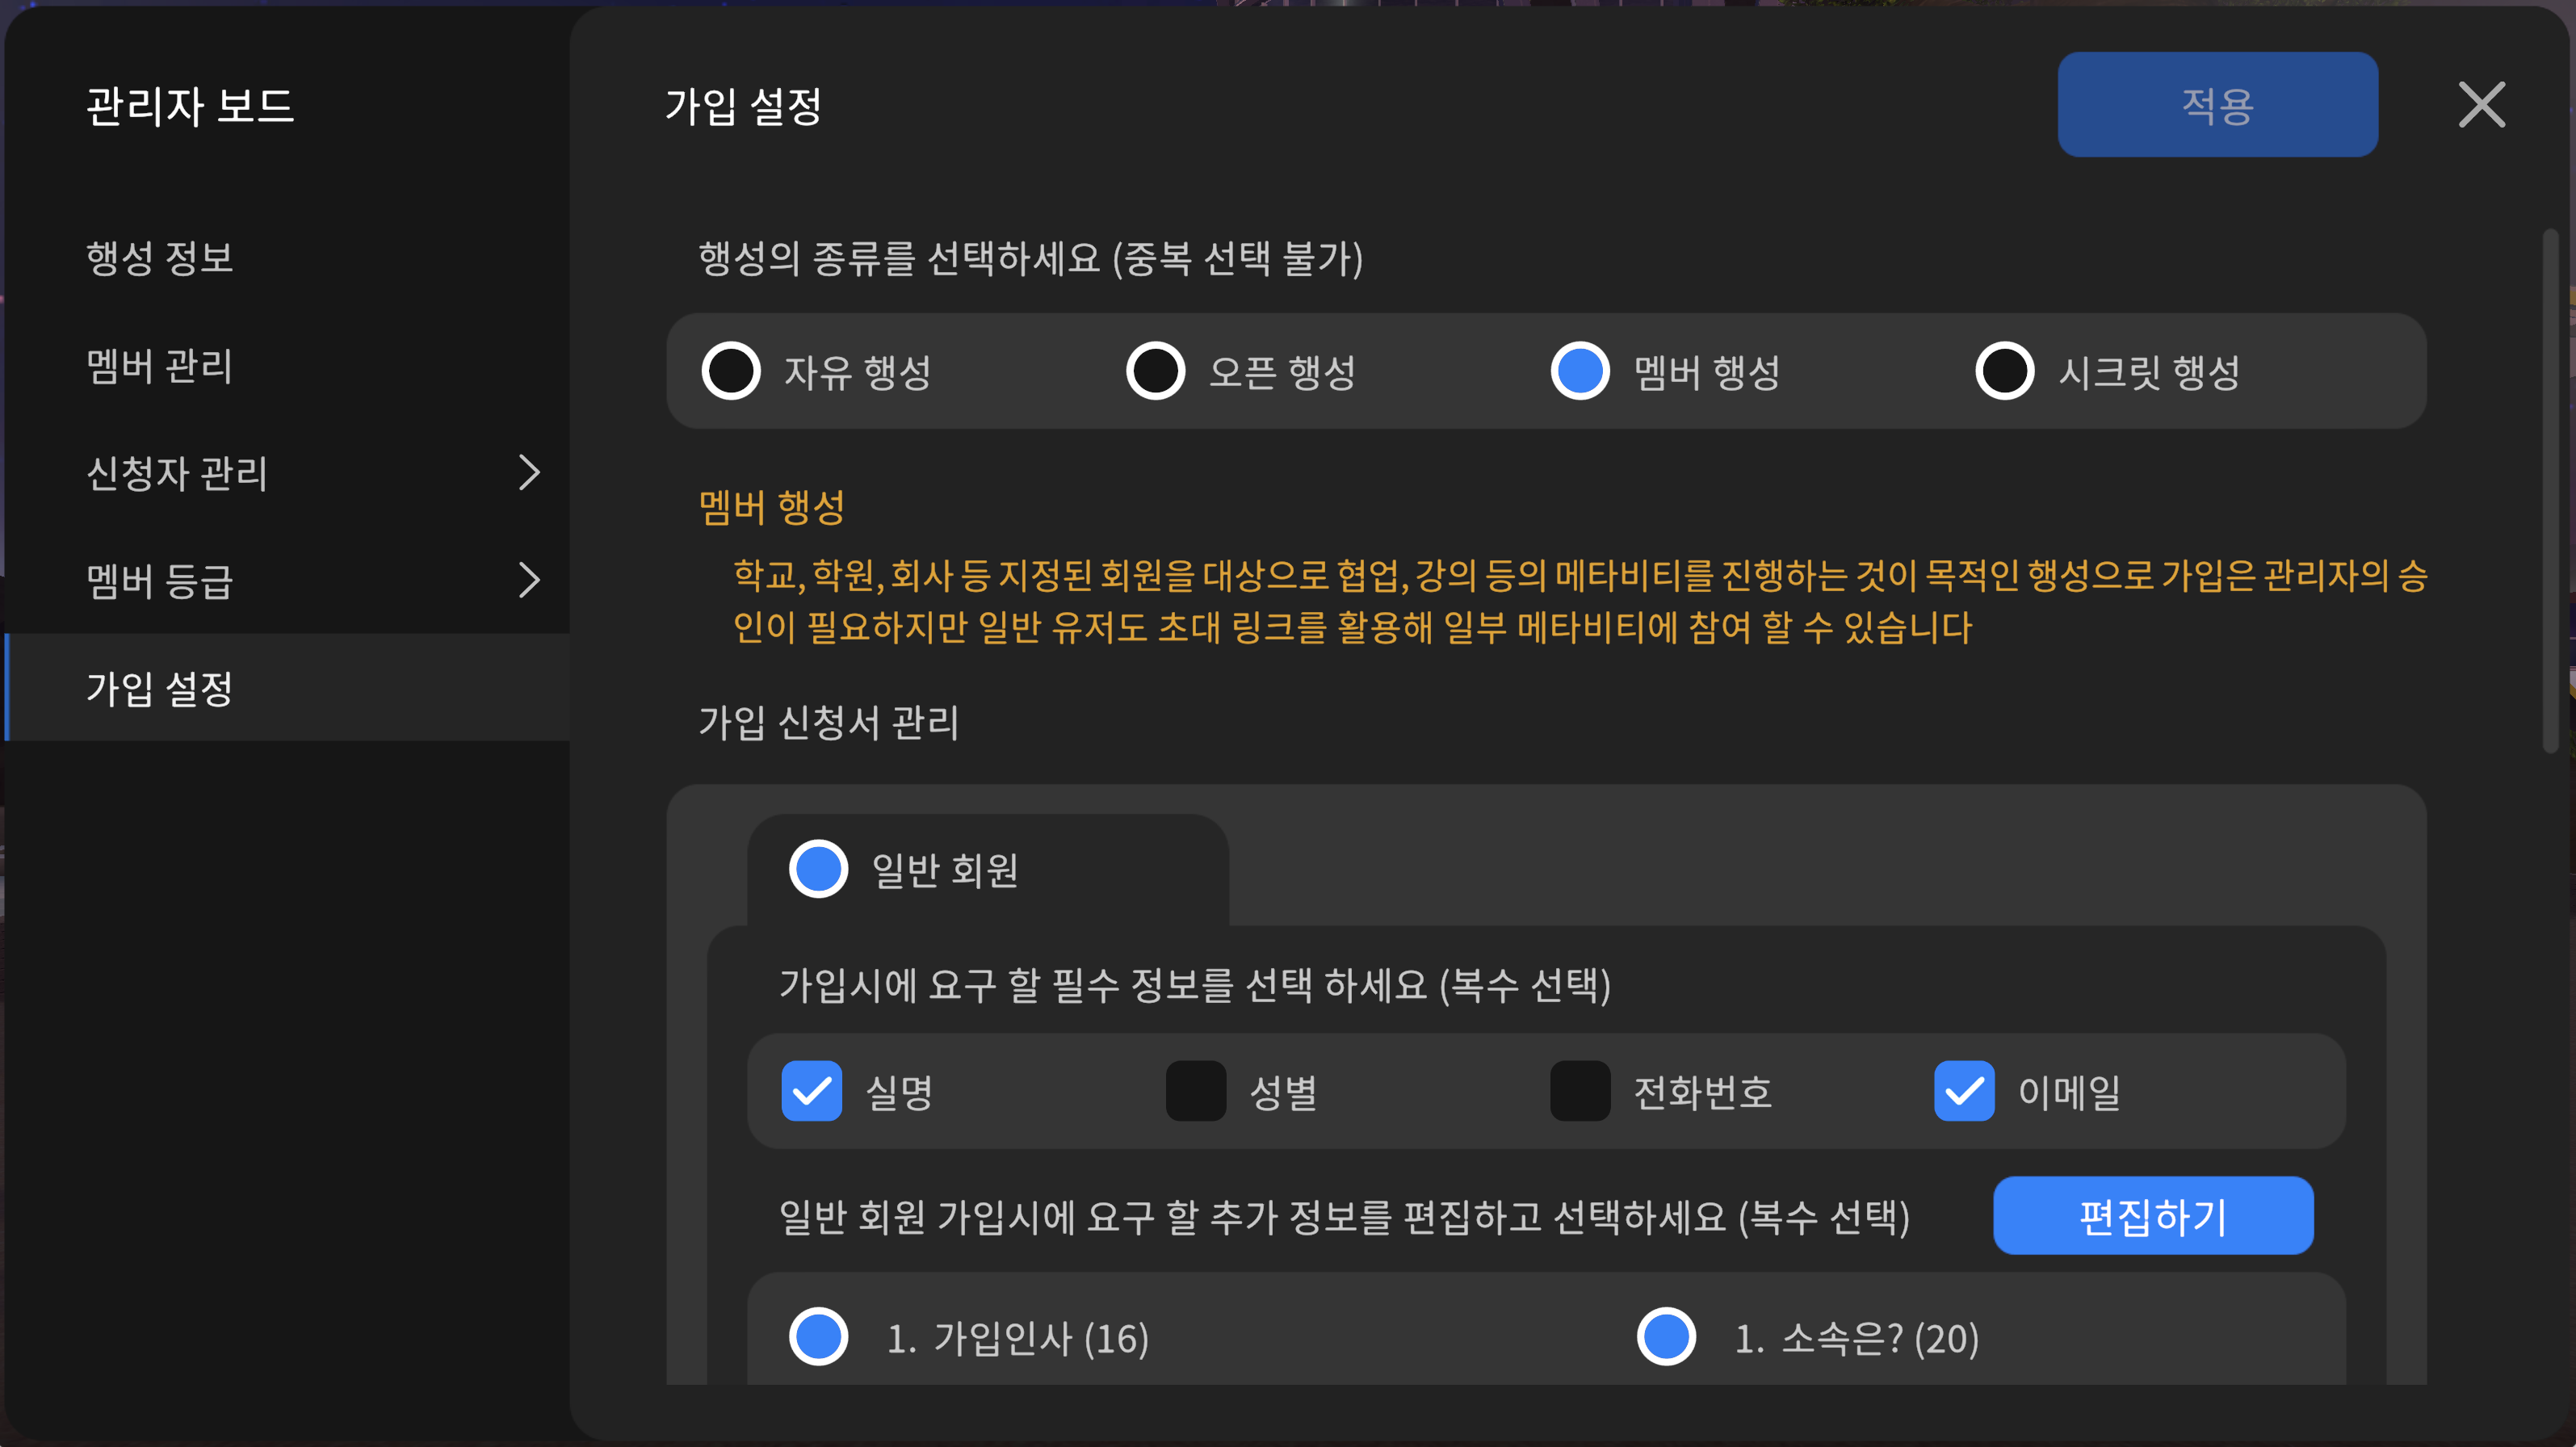 관리자 보드
행성 정보
멤버 관리
신청자 관리
멤버 등급
가입 설정
가입 설정
적용
행성의 종류를 선택하세요 (중복 선택 불가)
자유 행성
오픈 행성
멤버 행성
시크릿 행성
멤버 행성
학교, 학원, 회사 등 지정된 회원을 대상으로 협업, 강의 등의 메타비티를 진행하는 것이 목적인 행성으로 가입은 관리자의 승
인이 필요하지만 일반 유저도 초대 링크를 활용해 일부 메타비티에 참여 할 수 있습니다
가입 신청서 관리
일반 회원
가입시에 요구 할 필수 정보를 선택 하세요 (복수 선택)
실명
성별
전화번호
이메일
일반 회원 가입시에 요구 할 추가 정보를 편집하고 선택하세요 (복수 선택)
편집하기
1. 가입인사 (16)
1. 소속은? (20)